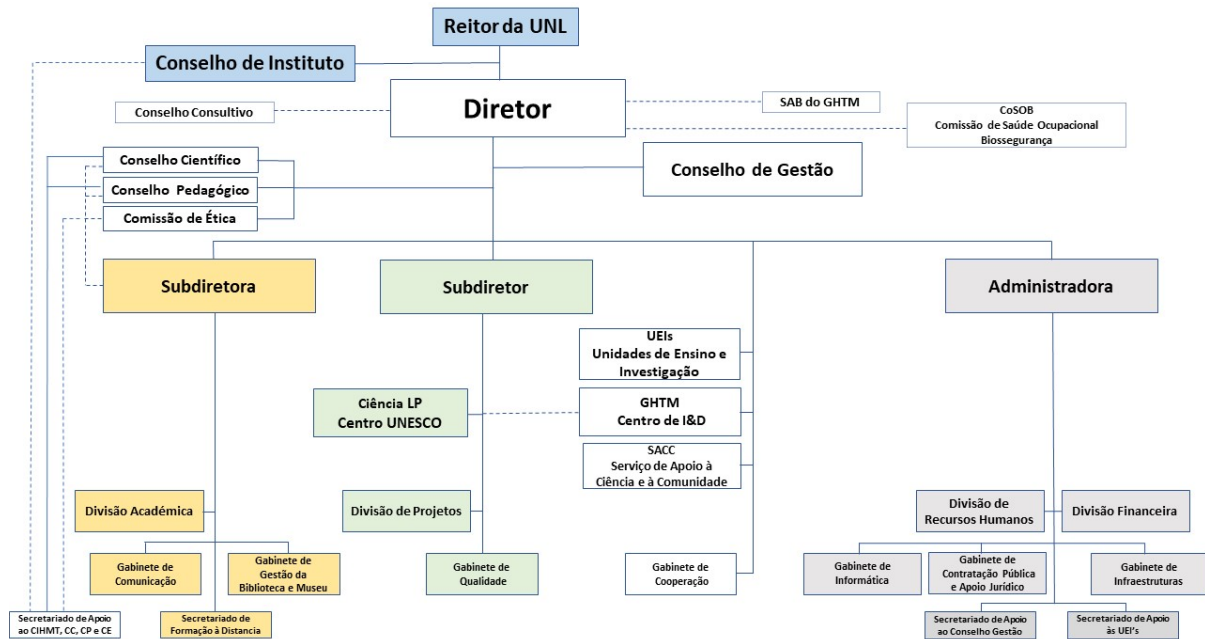 Reitor da UNL
Conselho de Instituto
Diretor
Conselho Consultivo
SAB do GHTM
CoSOB
Comissão de Saúde Ocupacional
Biossegurança
Conselho Científico
Conselho Pedagógico
Comissão de Ética
Conselho de Gestão
Subdiretora
Subdiretor
Administradora
UEIs
Unidades de Ensino e
Investigação
Ciência LP
Centro UNESCO
GHTM
Centro de I&D
SACC
Serviço de Apoio à
Ciência e à Comunidade
Divisão Académica
Divisão de Projetos
Divisão de
Recursos Humanos
Divisão Financeira
Gabinete de
Comunicação
Gabinete de
Gestão da
Biblioteca e Museu
Gabinete de
Qualidade
Gabinete de
Cooperação
Gabinete de
Informática
Gabinete de
Contratação Pública
e Apoio Jurídico
Gabinete de
Infraestruturas
Secretariado de Apoio
ao CIHMT, CC, CP e CE
Secretariado de
Formação à Distancia
Secretariado de Apoio
ao Conselho Gestão
Secretariado de Apoio
às UEI's